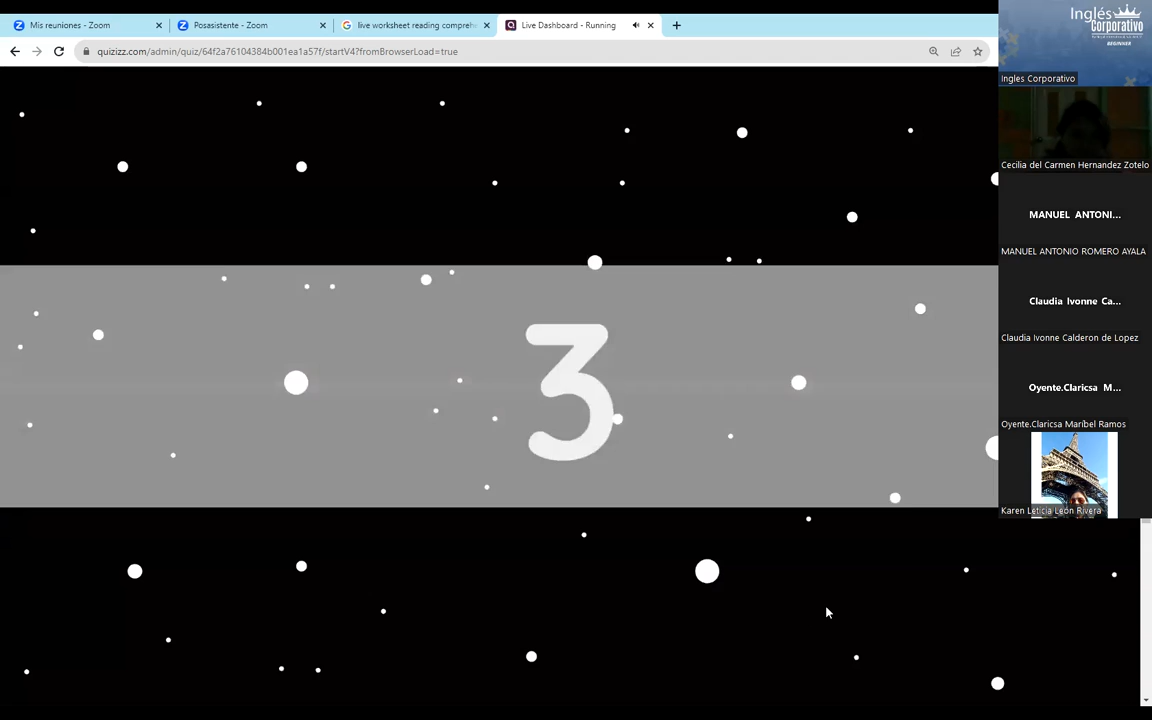 Mis reuniones - Zoom
Posasistente - Zoom
live worksheet reading compreh
Live Dashboard - Running
quizizz.com/admin/quiz/64f2a76104384b001ea1a57f/startV4?fromBrowserLoad=true
3
Inglés
Corporativo
BEGINNER
Ingles Corporativo
Cecilia del Carmen Hernandez Zotelo
MANUEL ANTONI...
MANUEL ANTONIO ROMERO AYALA
Claudia Ivonne Ca...
Claudia Ivonne Calderon de Lopez
Oyente.Claricsa M...
Oyente.Claricsa Maríbel Ramos
Karen Leticia León Rivera